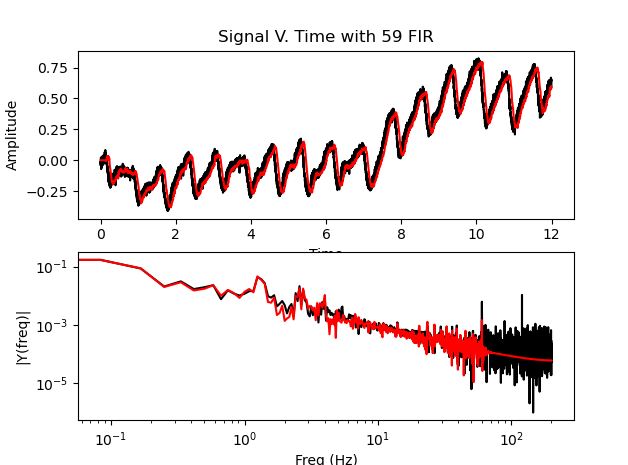 Signal V. Time with 59 FIR
0.75
0.50
0.25
0.00
−0.25
Amplitude
0 2 4 6 8 10 12
Time
10⁻¹
10⁻³
10⁻⁵
|Y(freq)|
10⁻¹ 10⁰ 10¹ 10²
Freq (Hz)